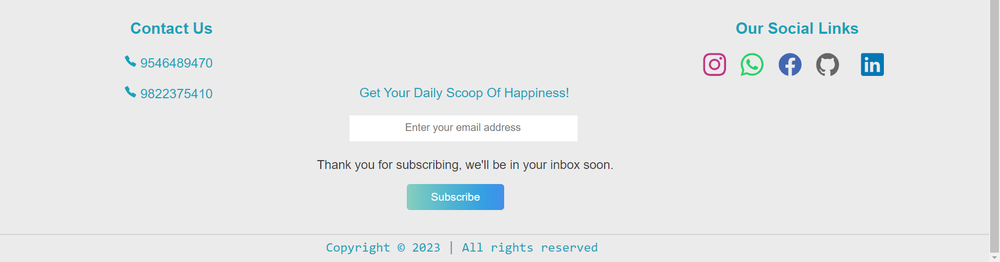 Contact Us
9546489470
9822375410
Get Your Daily Scoop Of Happiness!
Enter your email address
Thank you for subscribing, we'll be in your inbox soon.
Subscribe
Our Social Links
in
Copyright © 2023 | All rights reserved